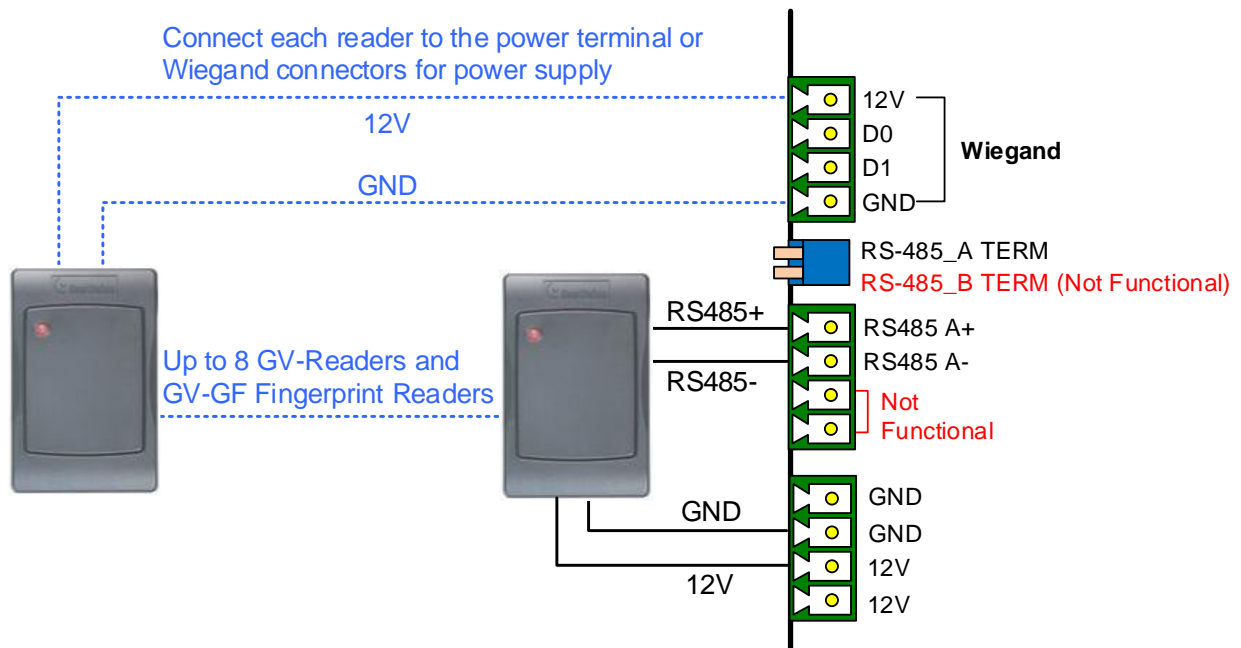 Connect each reader to the power terminal or
Wiegand connectors for power supply
12V
GND
12V
D0
D1
GND
Wiegand
RS-485_A TERM
RS-485_B TERM (Not Functional)
RS485+
RS485-
RS485 A+
RS485 A-
Not
Functional
Up to 8 GV-Readers and
GV-GF Fingerprint Readers
GND
12V
GND
GND
12V
12V